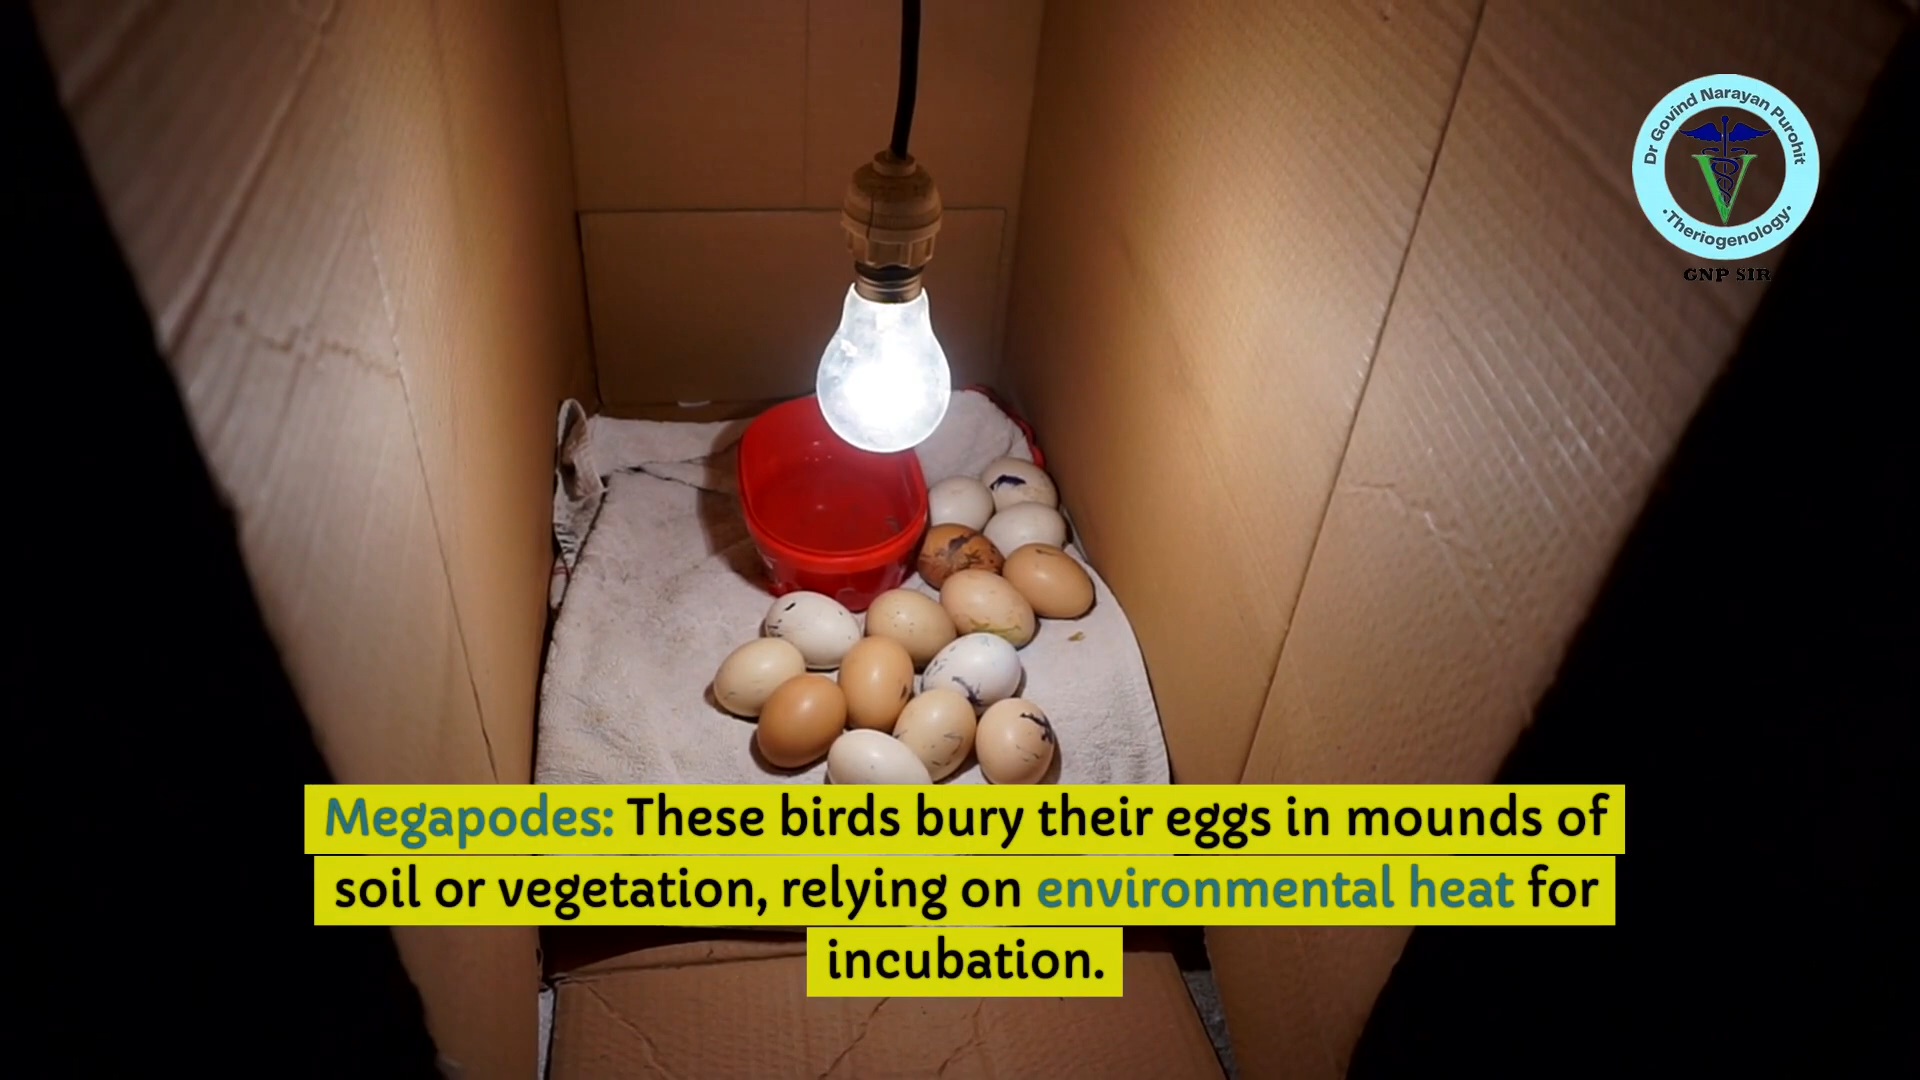 Dr Govind Narayan Purohit
V
•Theriogenology•
GNP SIR
Megapodes: These birds bury their eggs in mounds of
soil or vegetation, relying on environmental heat for
incubation.